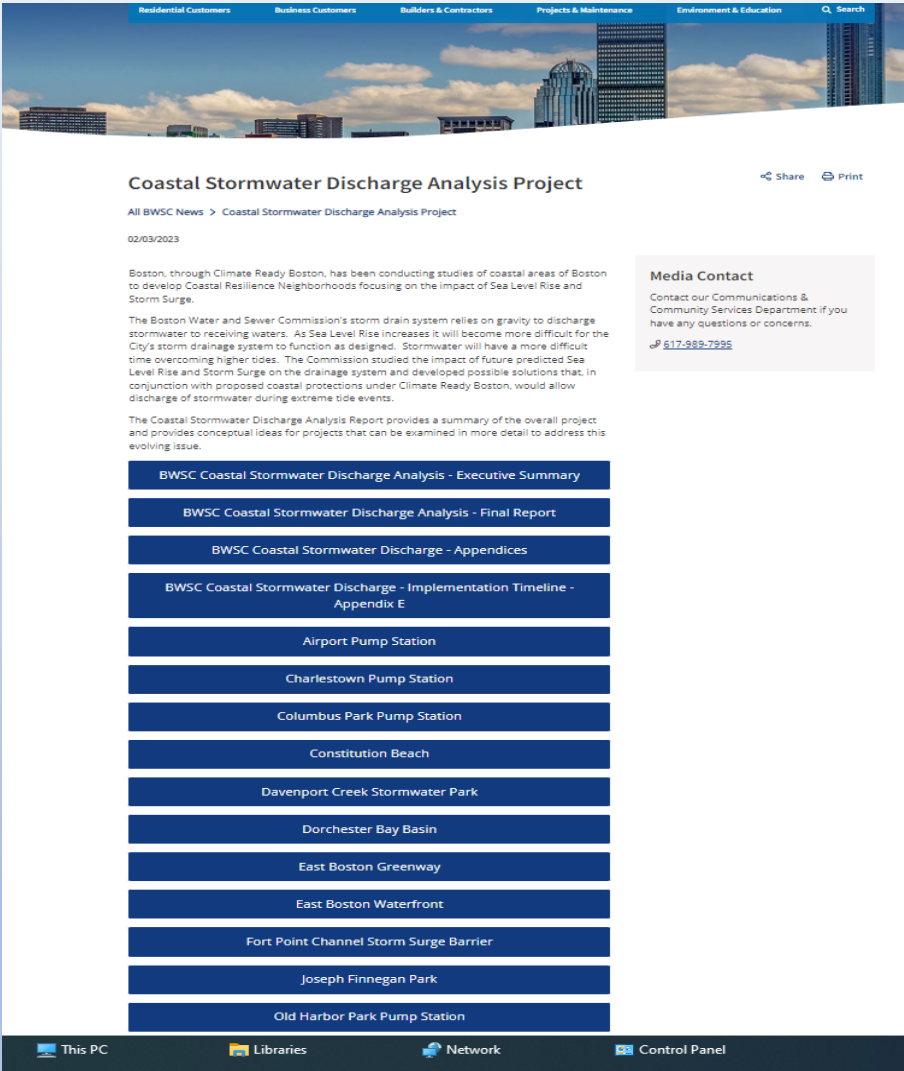 Residential Customers Business Customers Builders & Contractors Projects & Maintenance Environment & Education Search
Coastal Stormwater Discharge Analysis Project
Share Print
All BWSC News > Coastal Stormwater Discharge Analysis Project
02/03/2023
Boston, through Climate Ready Boston, has been conducting studies of coastal areas of Boston
to develop Coastal Resilience Neighborhoods focusing on the impact of Sea Level Rise and
Storm Surge.
The Boston Water and Sewer Commission's storm drain system relies on gravity to discharge
stormwater to receiving waters. As Sea Level Rise increases it will become more difficult for the
City's storm drainage system to function as designed. Stormwater will have a more difficult
time overcoming higher tides. The Commission studied the impact of future predicted Sea
Level Rise and Storm Surge on the drainage system and developed possible solutions that, in
conjunction with proposed coastal protections under Climate Ready Boston, would allow
discharge of stormwater during extreme tide events.
The Coastal Stormwater Discharge Analysis Report provides a summary of the overall project
and provides conceptual ideas for projects that can be examined in more detail to address this
evolving issue.
Media Contact
Contact our Communications &
Community Services Department if you
have any questions or concerns.
617-989-7995
BWSC Coastal Stormwater Discharge Analysis - Executive Summary
BWSC Coastal Stormwater Discharge Analysis - Final Report
BWSC Coastal Stormwater Discharge - Appendices
BWSC Coastal Stormwater Discharge - Implementation Timeline -
Appendix E
Airport Pump Station
Charlestown Pump Station
Columbus Park Pump Station
Constitution Beach
Davenport Creek Stormwater Park
Dorchester Bay Basin
East Boston Greenway
East Boston Waterfront
Fort Point Channel Storm Surge Barrier
Joseph Finnegan Park
Old Harbor Park Pump Station
This PC Libraries Network Control Panel